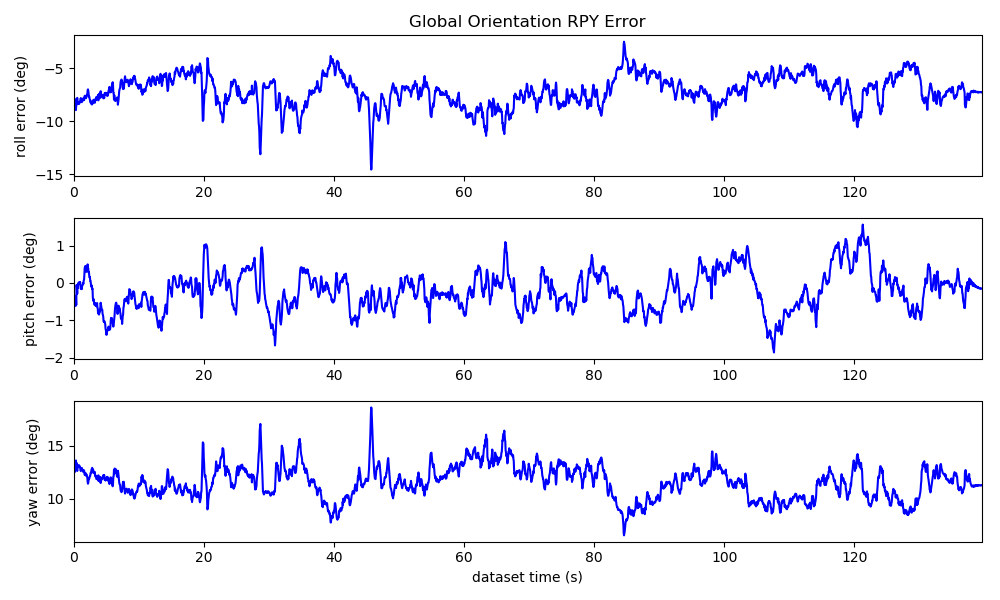 Global Orientation RPY Error
roll error (deg)
−5
−10
−15
0 20 40 60 80 100 120
pitch error (deg)
1
0
−1
−2
0 20 40 60 80 100 120
yaw error (deg)
15
10
0 20 40 60 80 100 120
dataset time (s)